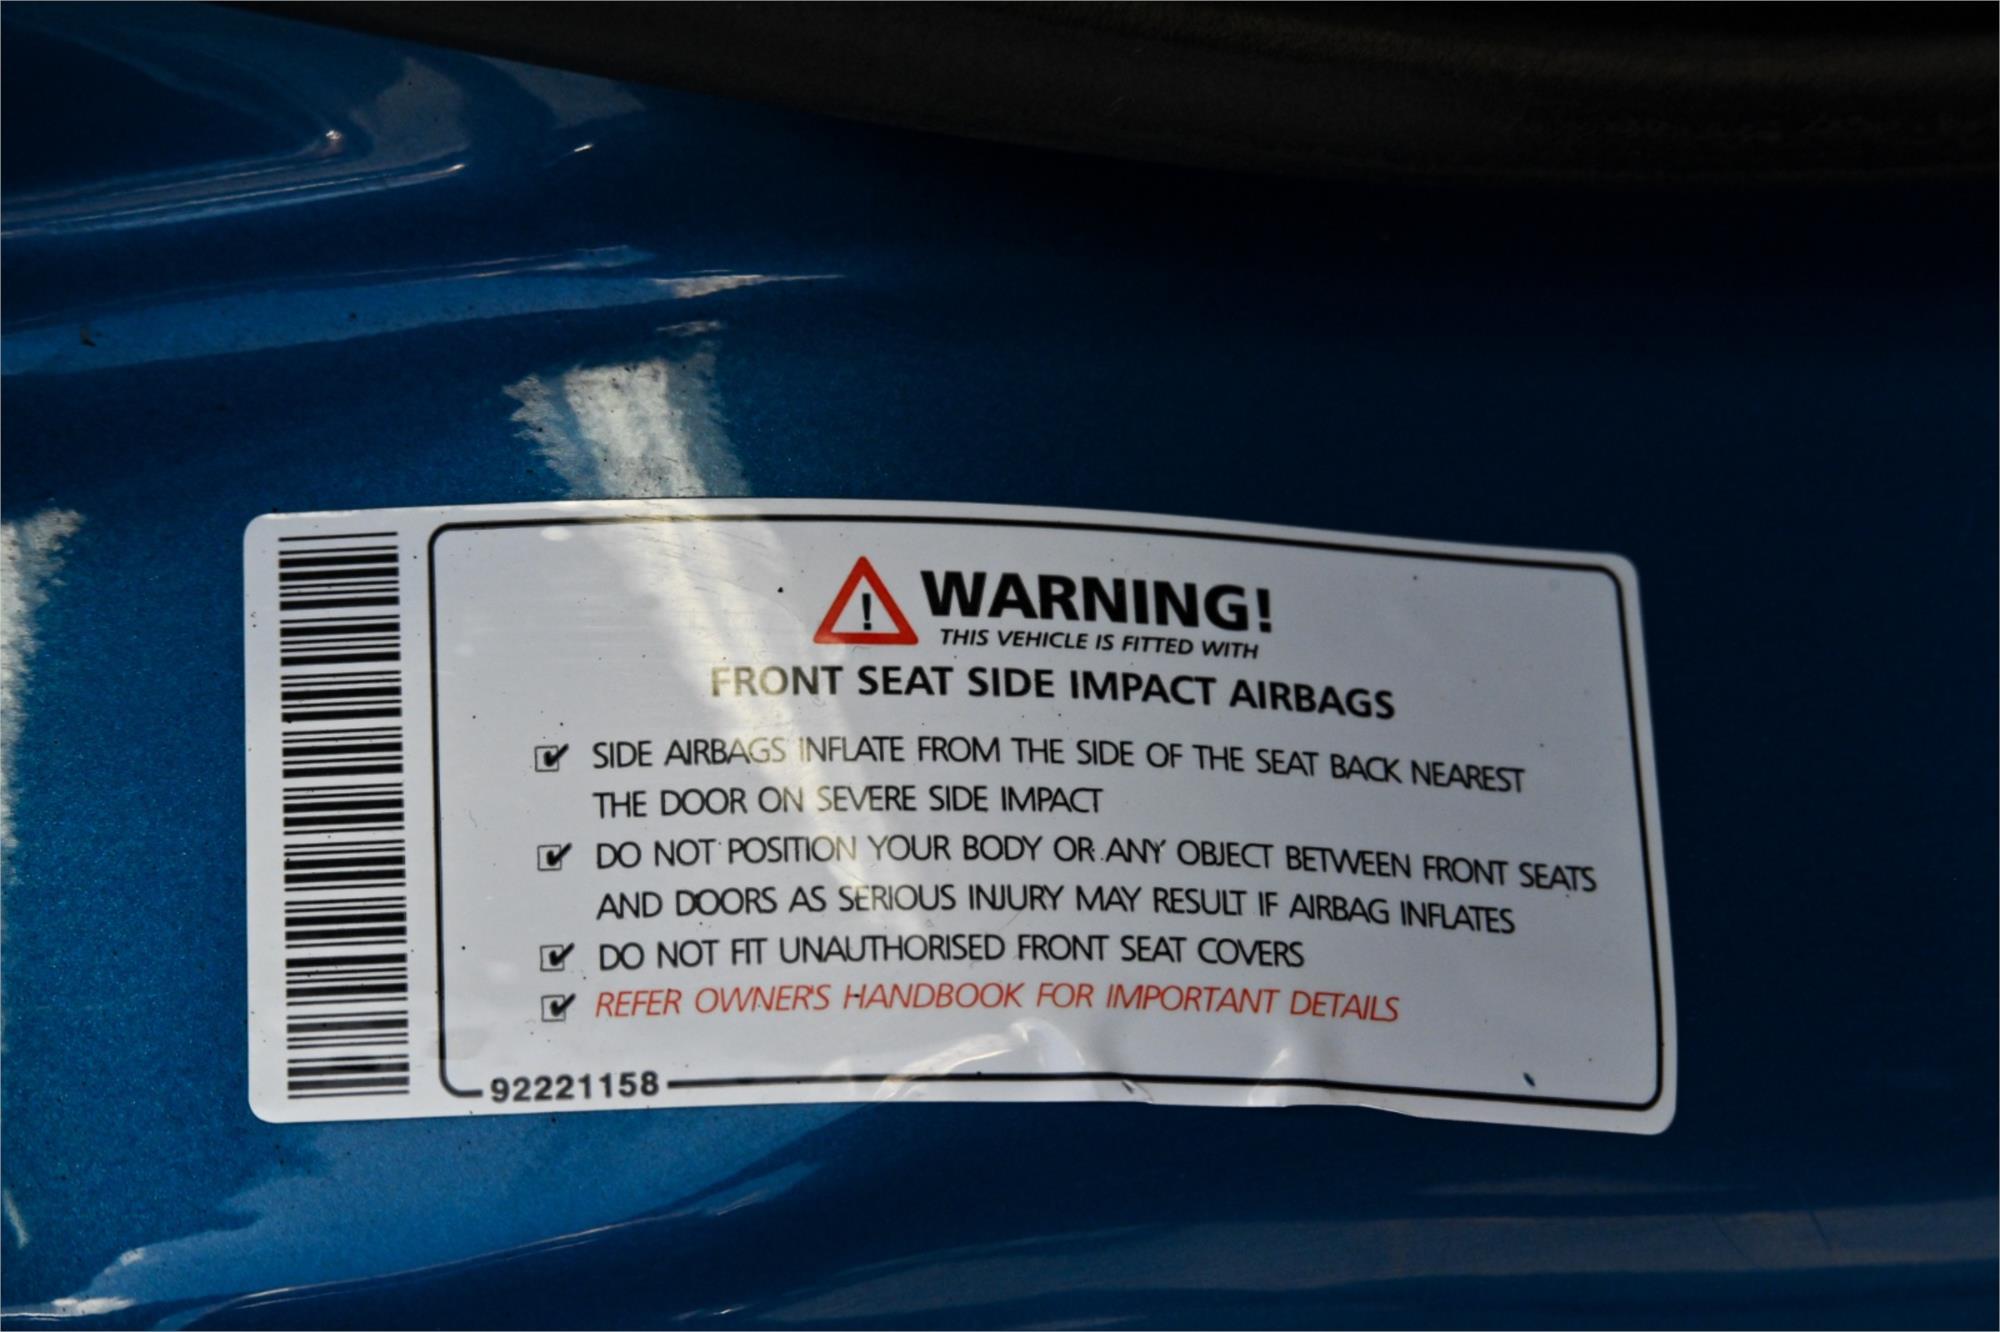 WARNING!
THIS VEHICLE IS FITTED WITH
FRONT SEAT SIDE IMPACT AIRBAGS
SIDE AIRBAGS INFLATE FROM THE SIDE OF THE SEAT BACK NEAREST
THE DOOR ON SEVERE SIDE IMPACT
DO NOT POSITION YOUR BODY OR ANY OBJECT BETWEEN FRONT SEATS
AND DOORS AS SERIOUS INJURY MAY RESULT IF AIRBAG INFLATES
DO NOT FIT UNAUTHORISED FRONT SEAT COVERS
REFER OWNER'S HANDBOOK FOR IMPORTANT DETAILS
92221158